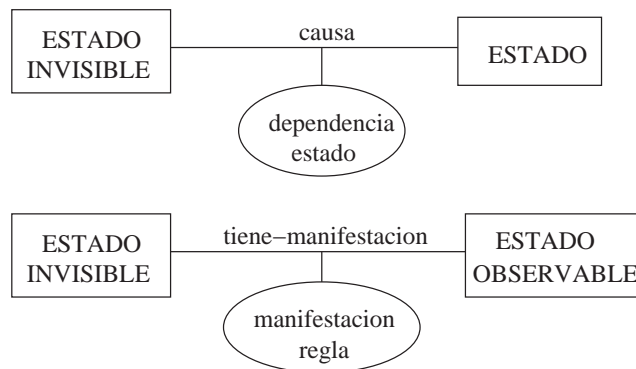 causa
ESTADO
INVISIBLE
ESTADO
dependencia
estado
tiene−manifestacion
ESTADO
INVISIBLE
ESTADO
OBSERVABLE
manifestacion
regla